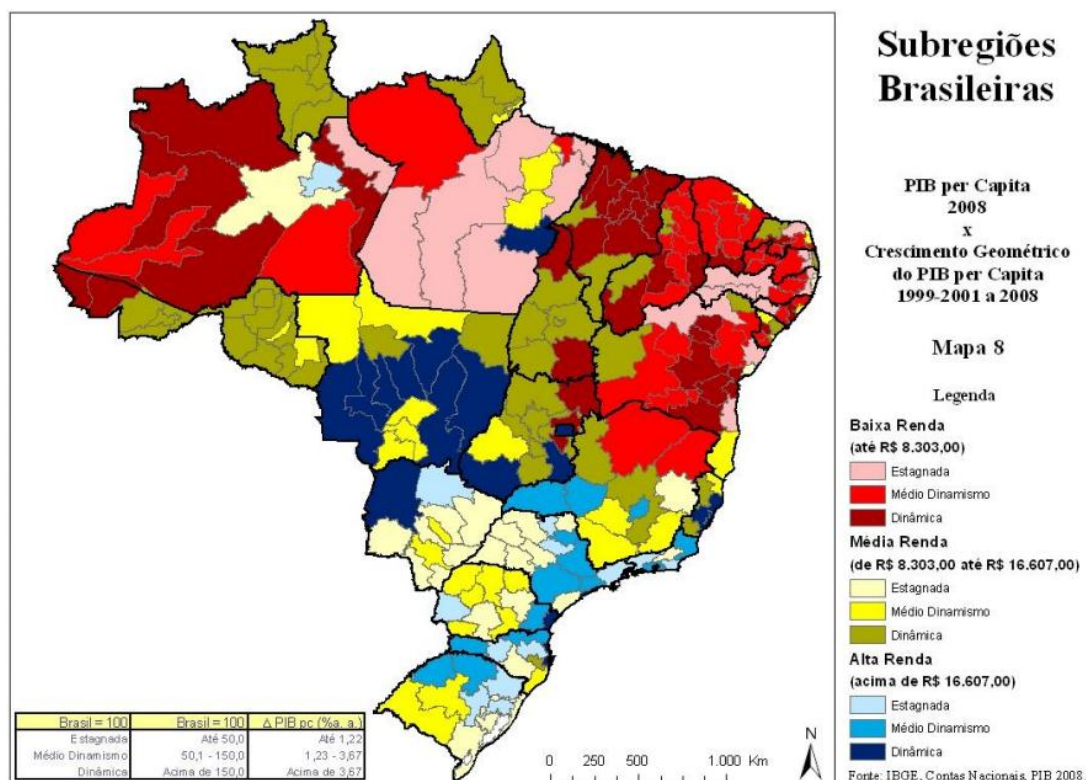 Subregiões
Brasileiras
PIB per Capita
2008
x
Crescimento Geométrico
do PIB per Capita
1999-2001 a 2008
Mapa 8
Legenda
Baixa Renda
(até R$ 8.303,00)
Estagnada
Médio Dinamismo
Dinâmica
Média Renda
(de R$ 8.303,00 até R$ 16.607,00)
Estagnada
Médio Dinamismo
Dinâmica
Alta Renda
(acima de R$ 16.607,00)
Estagnada
Médio Dinamismo
Dinâmica
Brasil = 100 Brasil = 100 Δ PIB pc (%a. a.)
Estagnada Até 50,0 Até 1,22
Médio Dinamismo 50,1 - 150,0 1,23 - 3,67
Dinâmica Acima de 150,0 Acima de 3,67
0 250 500 1.000 Km
N
Fonte: IBGE, Contas Nacionais, PIB 2008